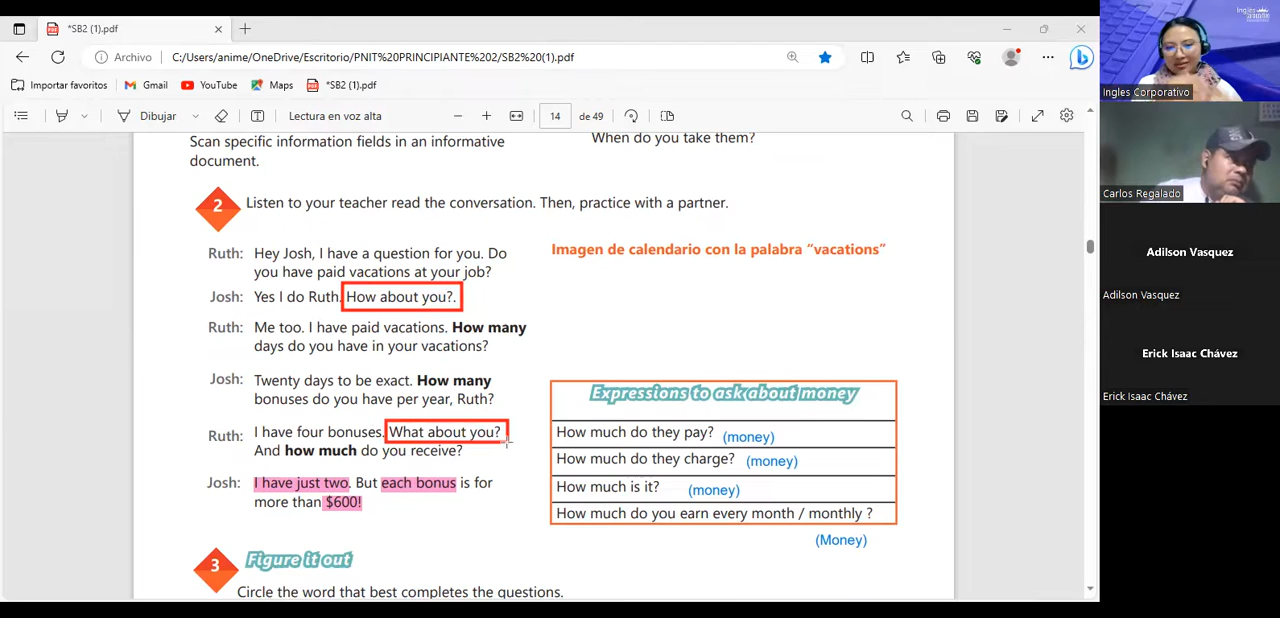 *SB2 (1).pdf
Archivo
C:/Users/anime/OneDrive/Escritorio/PNIT%20PRINCIPIANTE%202/SB2%20(1).pdf
Importar favoritos
Gmail
YouTube
Maps
*SB2 (1).pdf
Dibujar
Lectura en voz alta
14
de 49
Scan specific information fields in an informative
document.
When do you take them?
2
Listen to your teacher read the conversation. Then, practice with a partner.
Ruth: Hey Josh, I have a question for you. Do
you have paid vacations at your job?
Josh: Yes I do Ruth. How about you?.
Ruth: Me too. I have paid vacations. How many
days do you have in your vacations?
Josh: Twenty days to be exact. How many
bonuses do you have per year, Ruth?
Ruth: I have four bonuses. What about you?
And how much do you receive?
Josh: I have just two. But each bonus is for
more than $600!
Imagen de calendario con la palabra “vacations”
Expressions to ask about money
How much do they pay? (money)
How much do they charge? (money)
How much is it? (money)
How much do you earn every month / monthly ?
(Money)
3
Figure it out
Circle the word that best completes the questions.
Ingles Corporativo
Carlos Regalado
Adilson Vasquez
Adilson Vasquez
Erick Isaac Chávez
Erick Isaac Chávez